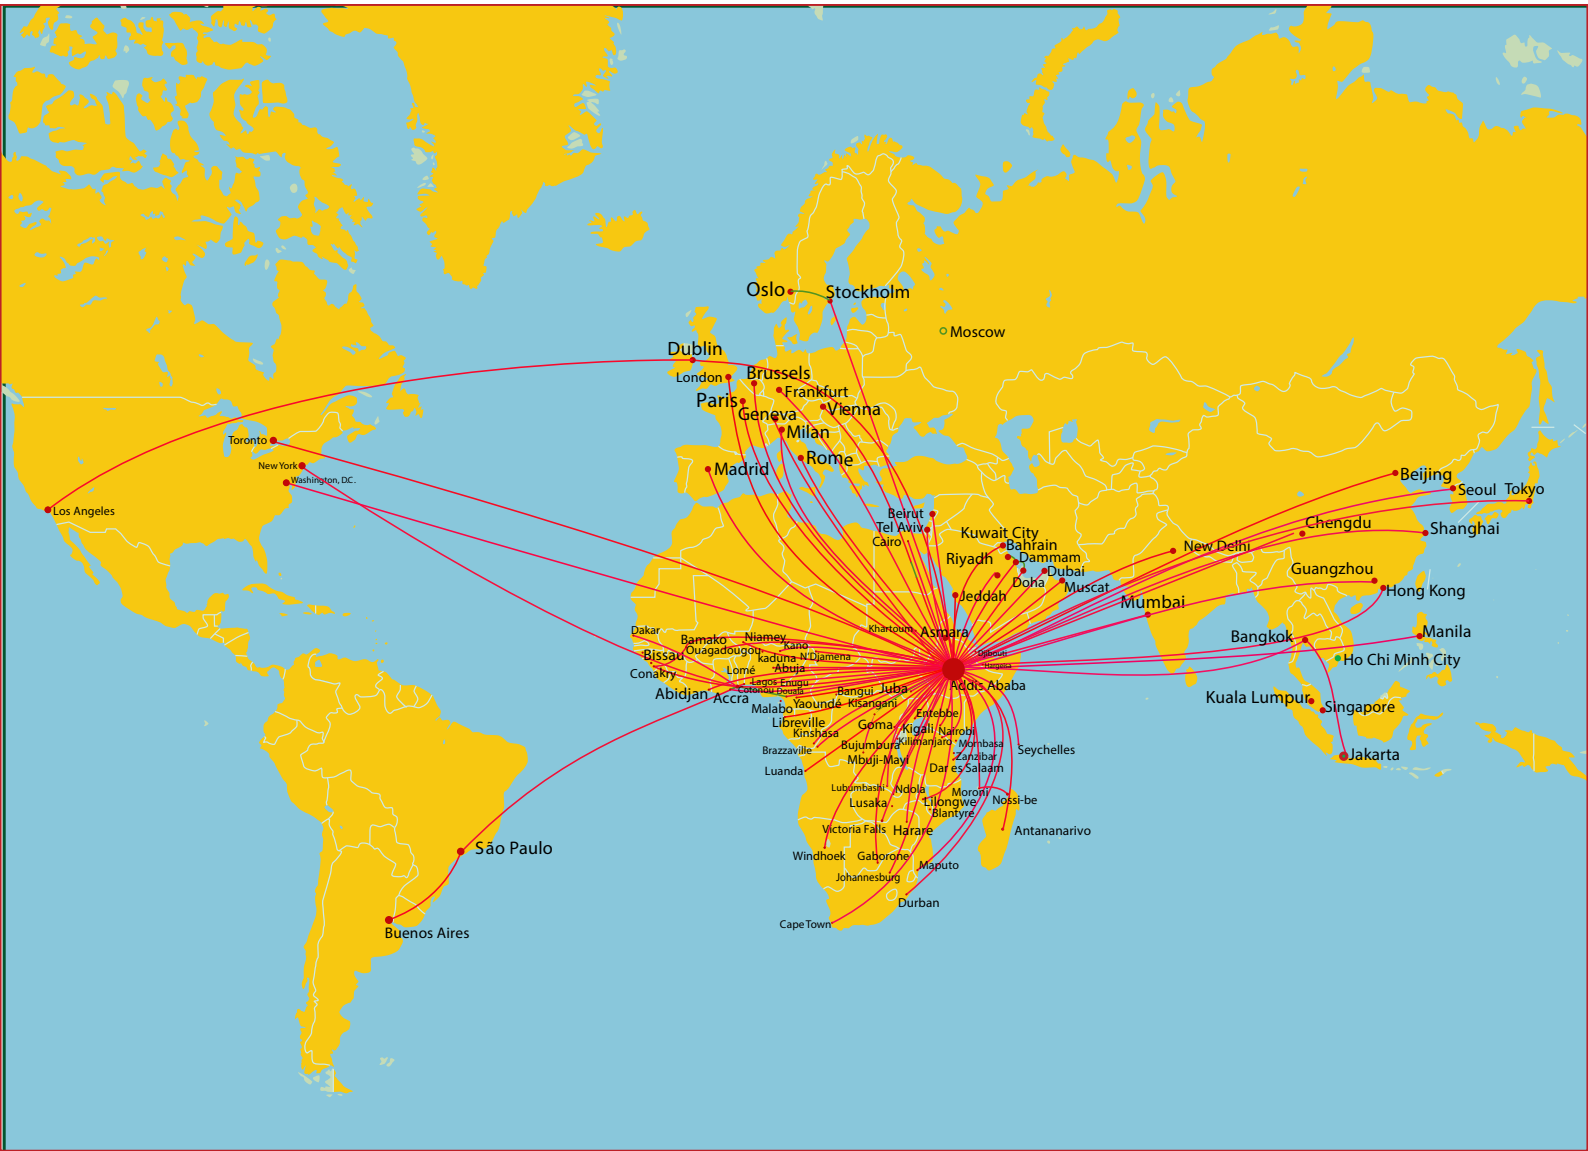 Oslo
Stockholm
Moscow
Dublin
London
Brussels
Frankfurt
Paris
Geneva
Vienna
Milan
Rome
Madrid
Toronto
New York
Washington, D.C.
Los Angeles
Beijing
Seoul
Tokyo
Chengdu
Shanghai
New Delhi
Guangzhou
Hong Kong
Mumbai
Bangkok
Manila
Ho Chi Minh City
Kuala Lumpur
Singapore
Jakarta
Beirut
Tel Aviv
Cairo
Kuwait City
Bahrain
Riyadh
Dammam
Doha
Dubai
Muscat
Jeddah
Khartoum
Asmara
Djibouti
Addis Ababa
Dakar
Bamako
Niamey
Ouagadougou
Kano
Bissau
kaduna
N'Djamena
Conakry
Lomé
Abuja
Lagos
Enugu
Abidjan
Accra
Cotonou
Douala
Bangui
Juba
Malabo
Yaoundé
Kisangani
Libreville
Entebbe
Kinshasa
Goma
Kigali
Nairobi
Brazzaville
Bujumbura
Kilimanjaro
Mombasa
Seychelles
Mbuji-Mayi
Zanzibar
Luanda
Dar es Salaam
Lubumbashi
Ndola
Moroni
Nossi-be
Lusaka
Lilongwe
Blantyre
Victoria Falls
Harare
Antananarivo
Windhoek
Gaborone
Maputo
Johannesburg
Durban
Cape Town
São Paulo
Buenos Aires